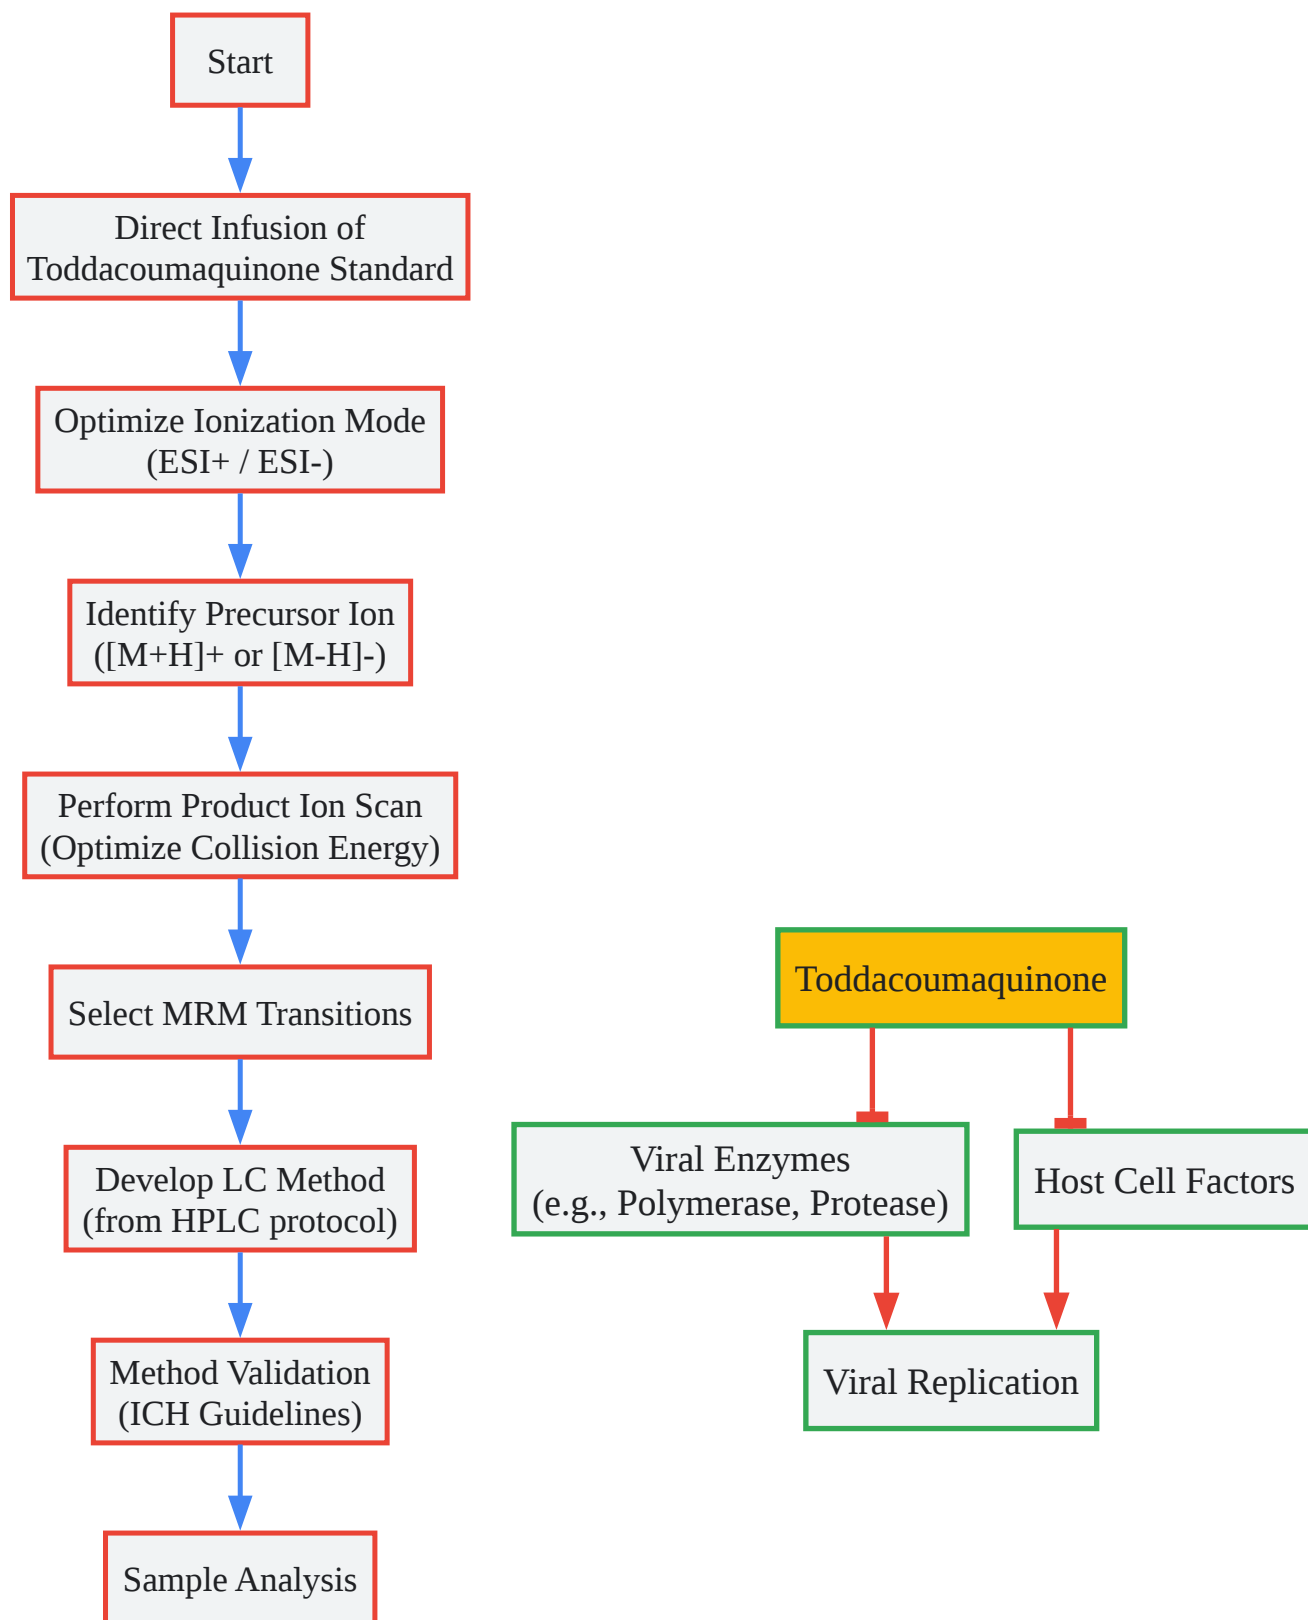 Start
Direct Infusion of
Toddacoumaquinone Standard
Optimize Ionization Mode
(ESI+ / ESI-)
Identify Precursor Ion
([M+H]+ or [M-H]-)
Perform Product Ion Scan
(Optimize Collision Energy)
Select MRM Transitions
Develop LC Method
(from HPLC protocol)
Method Validation
(ICH Guidelines)
Sample Analysis
Toddacoumaquinone
Viral Enzymes
(e.g., Polymerase, Protease)
Host Cell Factors
Viral Replication